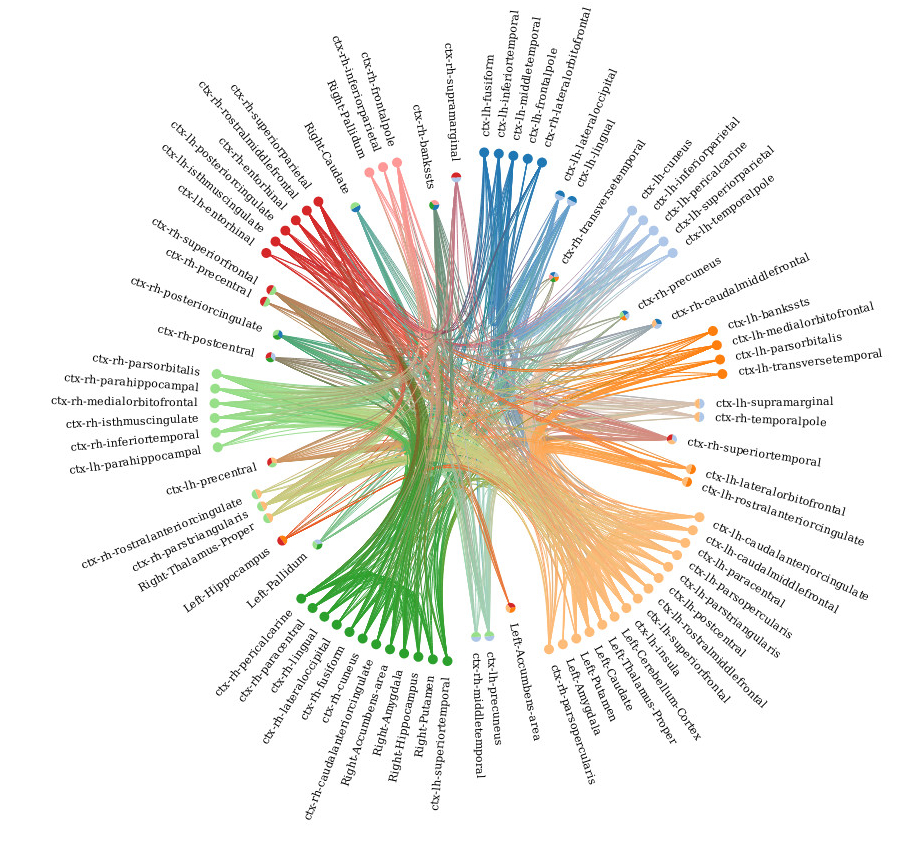 ctx-rh-supramarginal
ctx-lh-fusiform
ctx-lh-inferiortemporal
ctx-lh-middletemporal
ctx-lh-frontalpole
ctx-rh-lateralorbitofrontal
ctx-lh-lateraloccipital
ctx-lh-lingual
ctx-rh-transversetemporal
ctx-lh-cuneus
ctx-lh-inferiorparietal
ctx-lh-pericalcarine
ctx-lh-superiorparietal
ctx-lh-temporalpole
ctx-rh-precuneus
ctx-rh-caudalmiddlefrontal
ctx-lh-bankssts
ctx-lh-medialorbitofrontal
ctx-lh-parsorbitalis
ctx-lh-transversetemporal
ctx-lh-supramarginal
ctx-rh-temporalpole
ctx-rh-superiortemporal
ctx-lh-lateralorbitofrontal
ctx-lh-rostralanteriorcingulate
ctx-lh-caudalanteriorcingulate
ctx-lh-caudalmiddlefrontal
ctx-lh-paracentral
ctx-lh-parsopercularis
ctx-lh-parstriangularis
ctx-lh-postcentral
ctx-lh-rostralmiddlefrontal
ctx-lh-superiorfrontal
ctx-lh-insula
Left-Cerebellum-Cortex
Left-Thalamus-Proper
Left-Caudate
Left-Putamen
Left-Amygdala
ctx-rh-parsopercularis
Left-Accumbens-area
ctx-lh-precuneus
ctx-rh-middletemporal
ctx-lh-superiortemporal
Right-Putamen
Right-Hippocampus
Right-Amygdala
Right-Accumbens-area
ctx-rh-caudalanteriorcingulate
ctx-rh-cuneus
ctx-rh-fusiform
ctx-rh-lateraloccipital
ctx-rh-lingual
ctx-rh-paracentral
ctx-rh-pericalcarine
Left-Pallidum
Left-Hippocampus
Right-Thalamus-Proper
ctx-rh-parstriangularis
ctx-rh-rostralanteriorcingulate
ctx-lh-precentral
ctx-lh-parahippocampal
ctx-rh-inferiortemporal
ctx-rh-isthmuscingulate
ctx-rh-medialorbitofrontal
ctx-rh-parahippocampal
ctx-rh-parsorbitalis
ctx-rh-postcentral
ctx-rh-posteriorcingulate
ctx-rh-precentral
ctx-rh-superiorfrontal
ctx-lh-entorhinal
ctx-lh-isthmuscingulate
ctx-lh-posteriorcingulate
ctx-rh-entorhinal
ctx-rh-rostralmiddlefrontal
ctx-rh-superiorparietal
Right-Caudate
Right-Pallidum
ctx-rh-inferiorparietal
ctx-rh-frontalpole
ctx-rh-bankssts